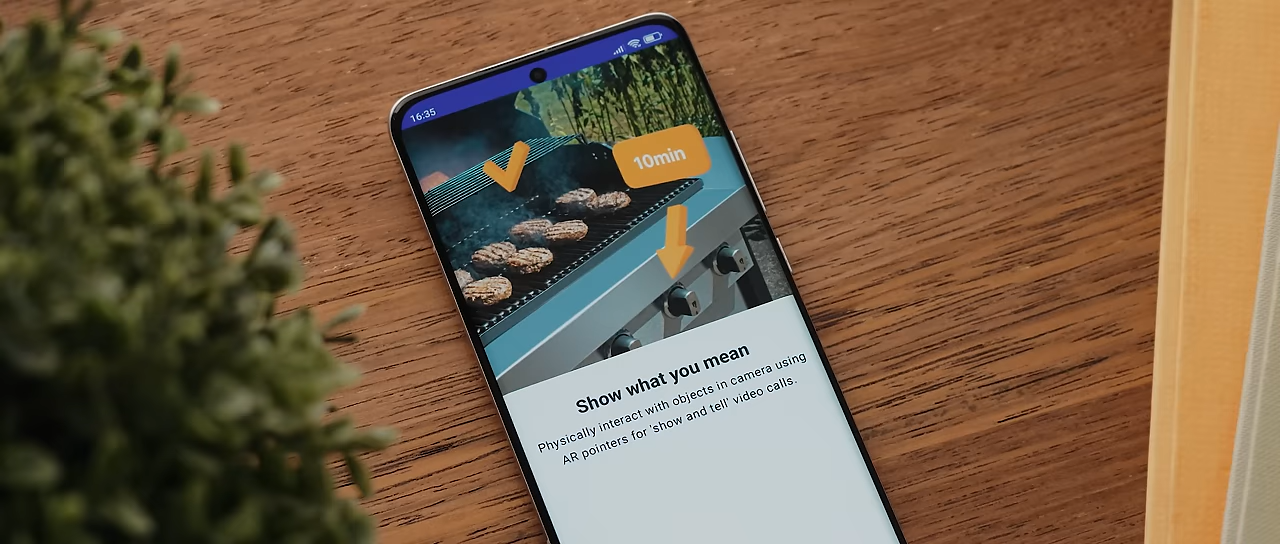 16:35
10min
Show what you mean
Physically interact with objects in camera using
AR pointers for 'show and tell' video calls.